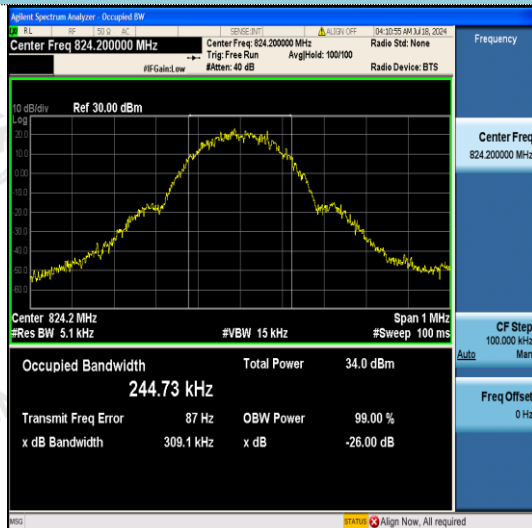 Agilent Spectrum Analyzer - Occupied BW
RL RF 50 Ω AC SENSE:INT ALIGN OFF 04:10:55 AM Jul 18, 2024
Center Freq 824.200000 MHz Center Freq: 824.200000 MHz Radio Std: None
Trig: Free Run Avg|Hold: 100/100
#IFGain:Low #Atten: 40 dB Radio Device: BTS
10 dB/div Ref 30.00 dBm
Log
20.0
10.0
0.00
-10.0
-20.0
-30.0
-40.0
-50.0
-60.0
Center 824.2 MHz Span 1 MHz
#Res BW 5.1 kHz #VBW 15 kHz #Sweep 100 ms
Occupied Bandwidth Total Power 34.0 dBm
244.73 kHz
Transmit Freq Error 87 Hz OBW Power 99.00 %
x dB Bandwidth 309.1 kHz x dB -26.00 dB
MSG STATUS Align Now, All required
Frequency
Center Freq
824.200000 MHz
CF Step
100.000 kHz
Auto Man
Freq Offset
0 Hz